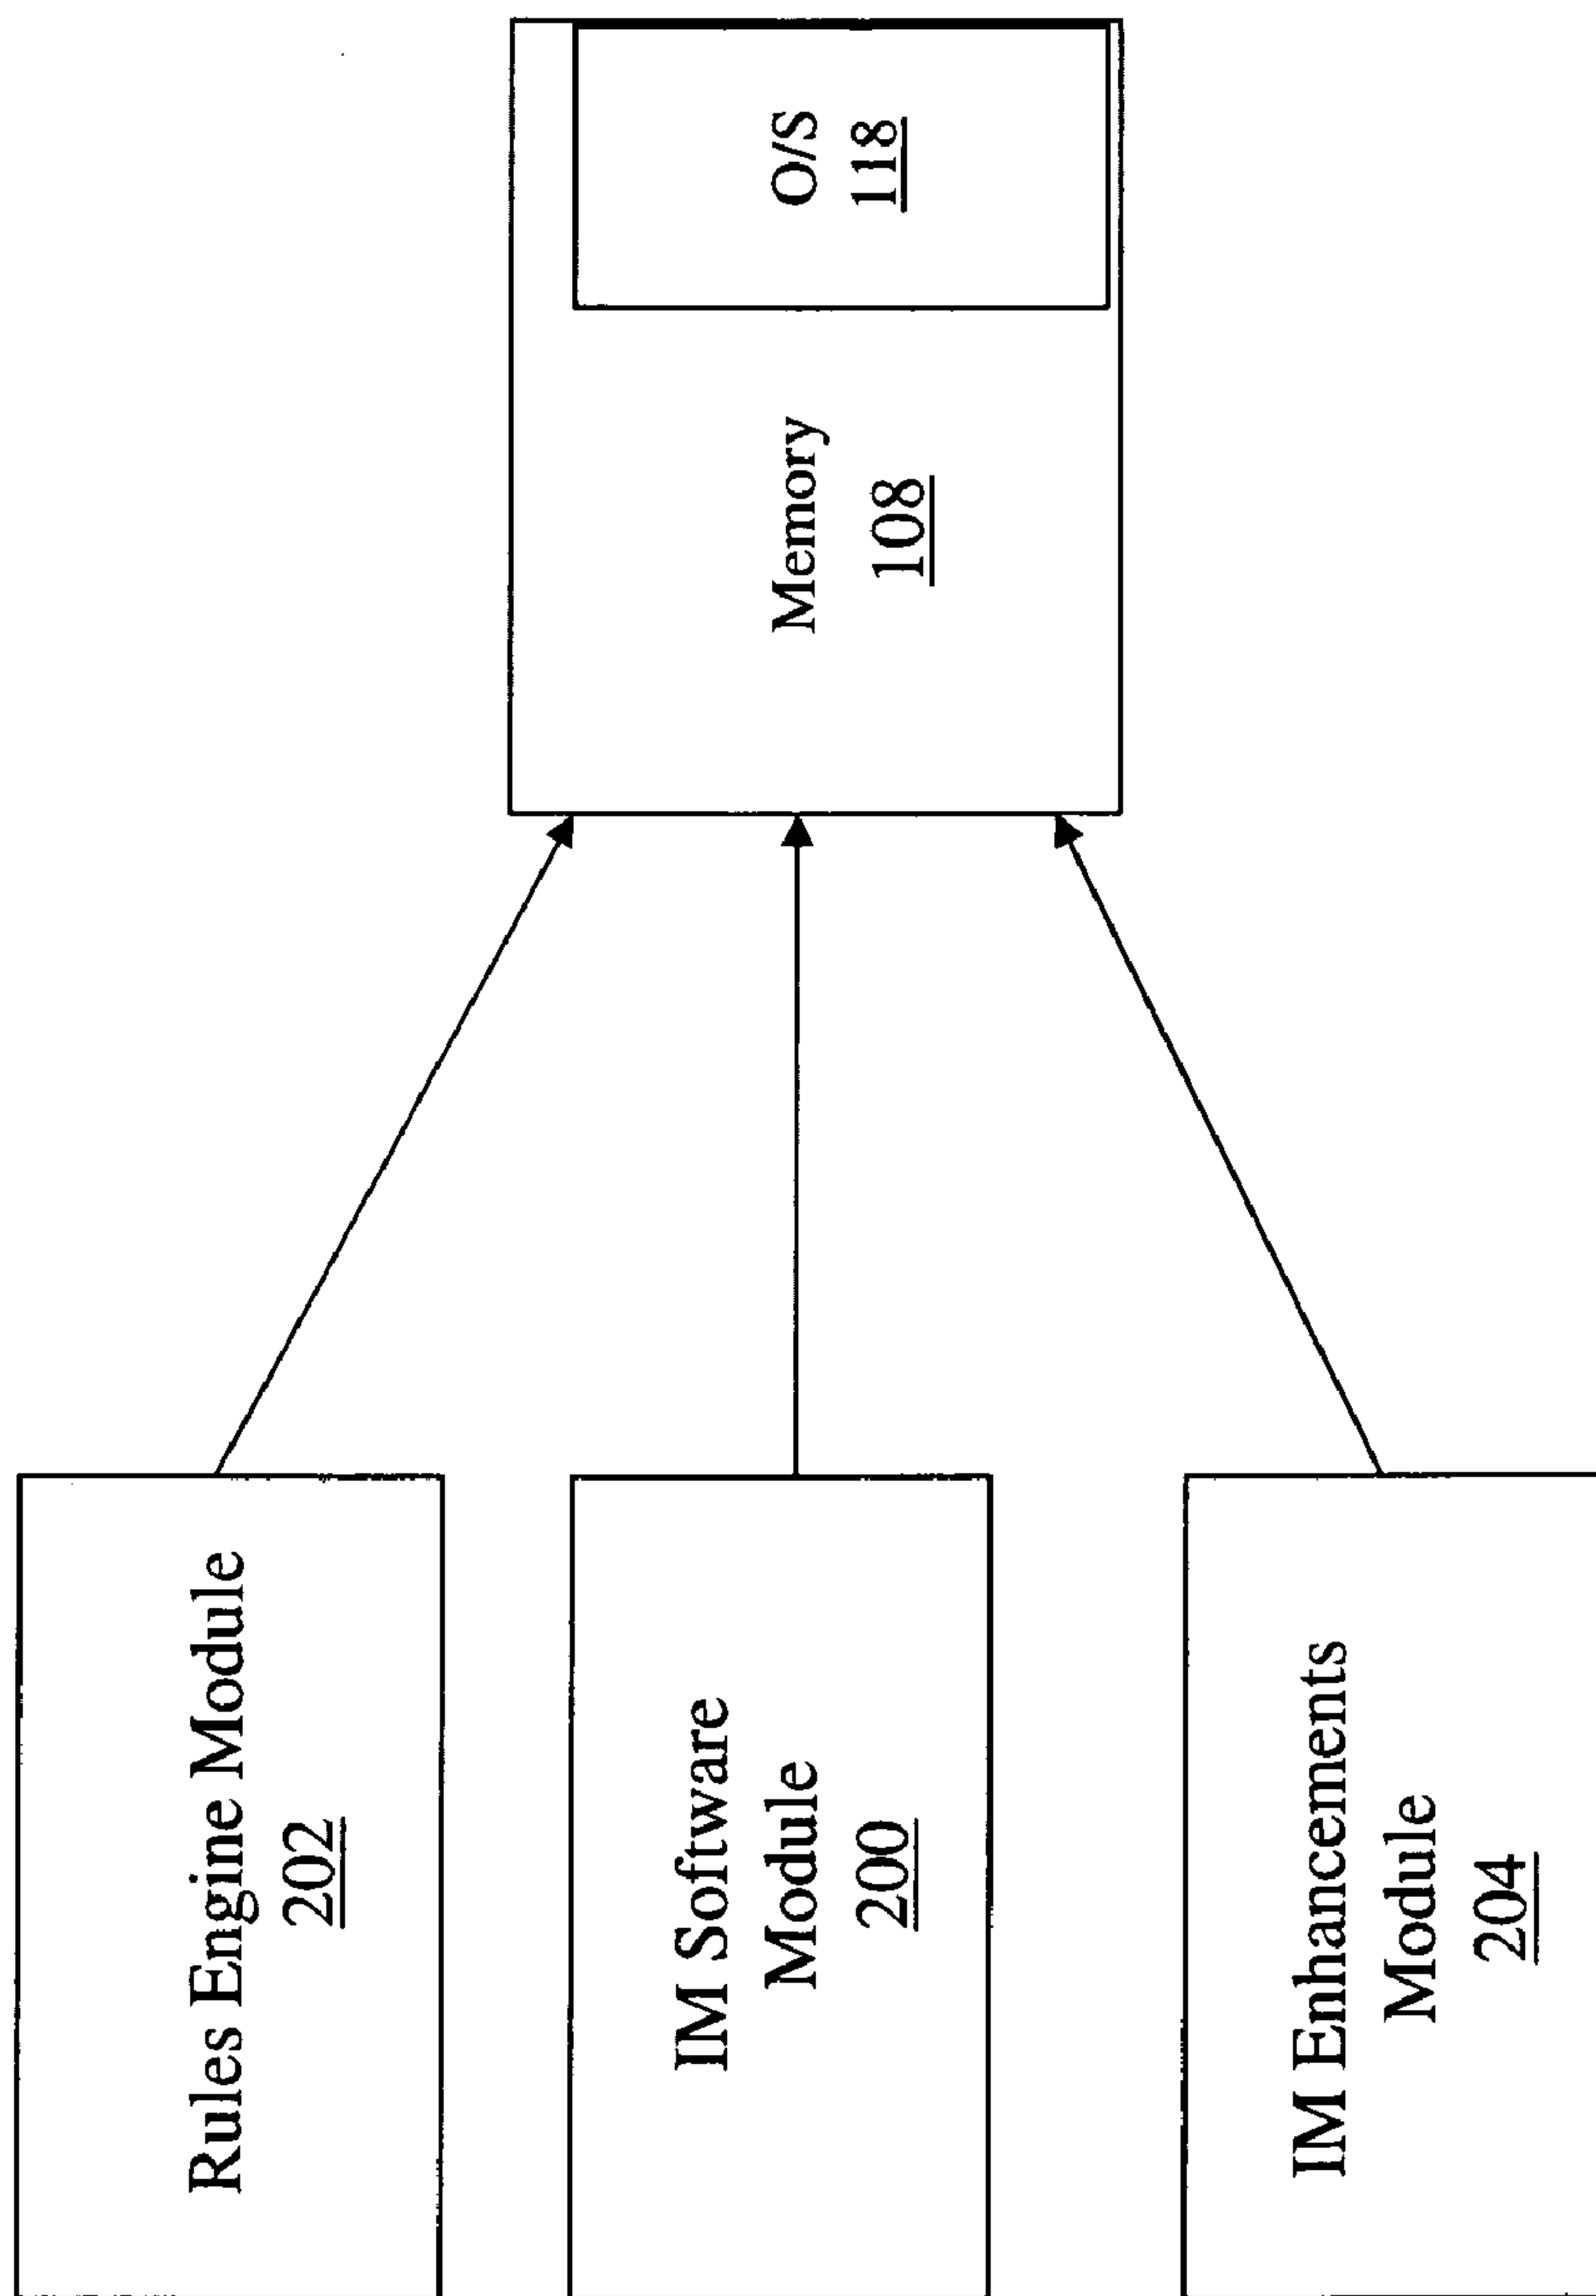 Rules Engine Module
202
IM Software
Module
200
IM Enhancements
Module
204
Memory
108
O/S
118